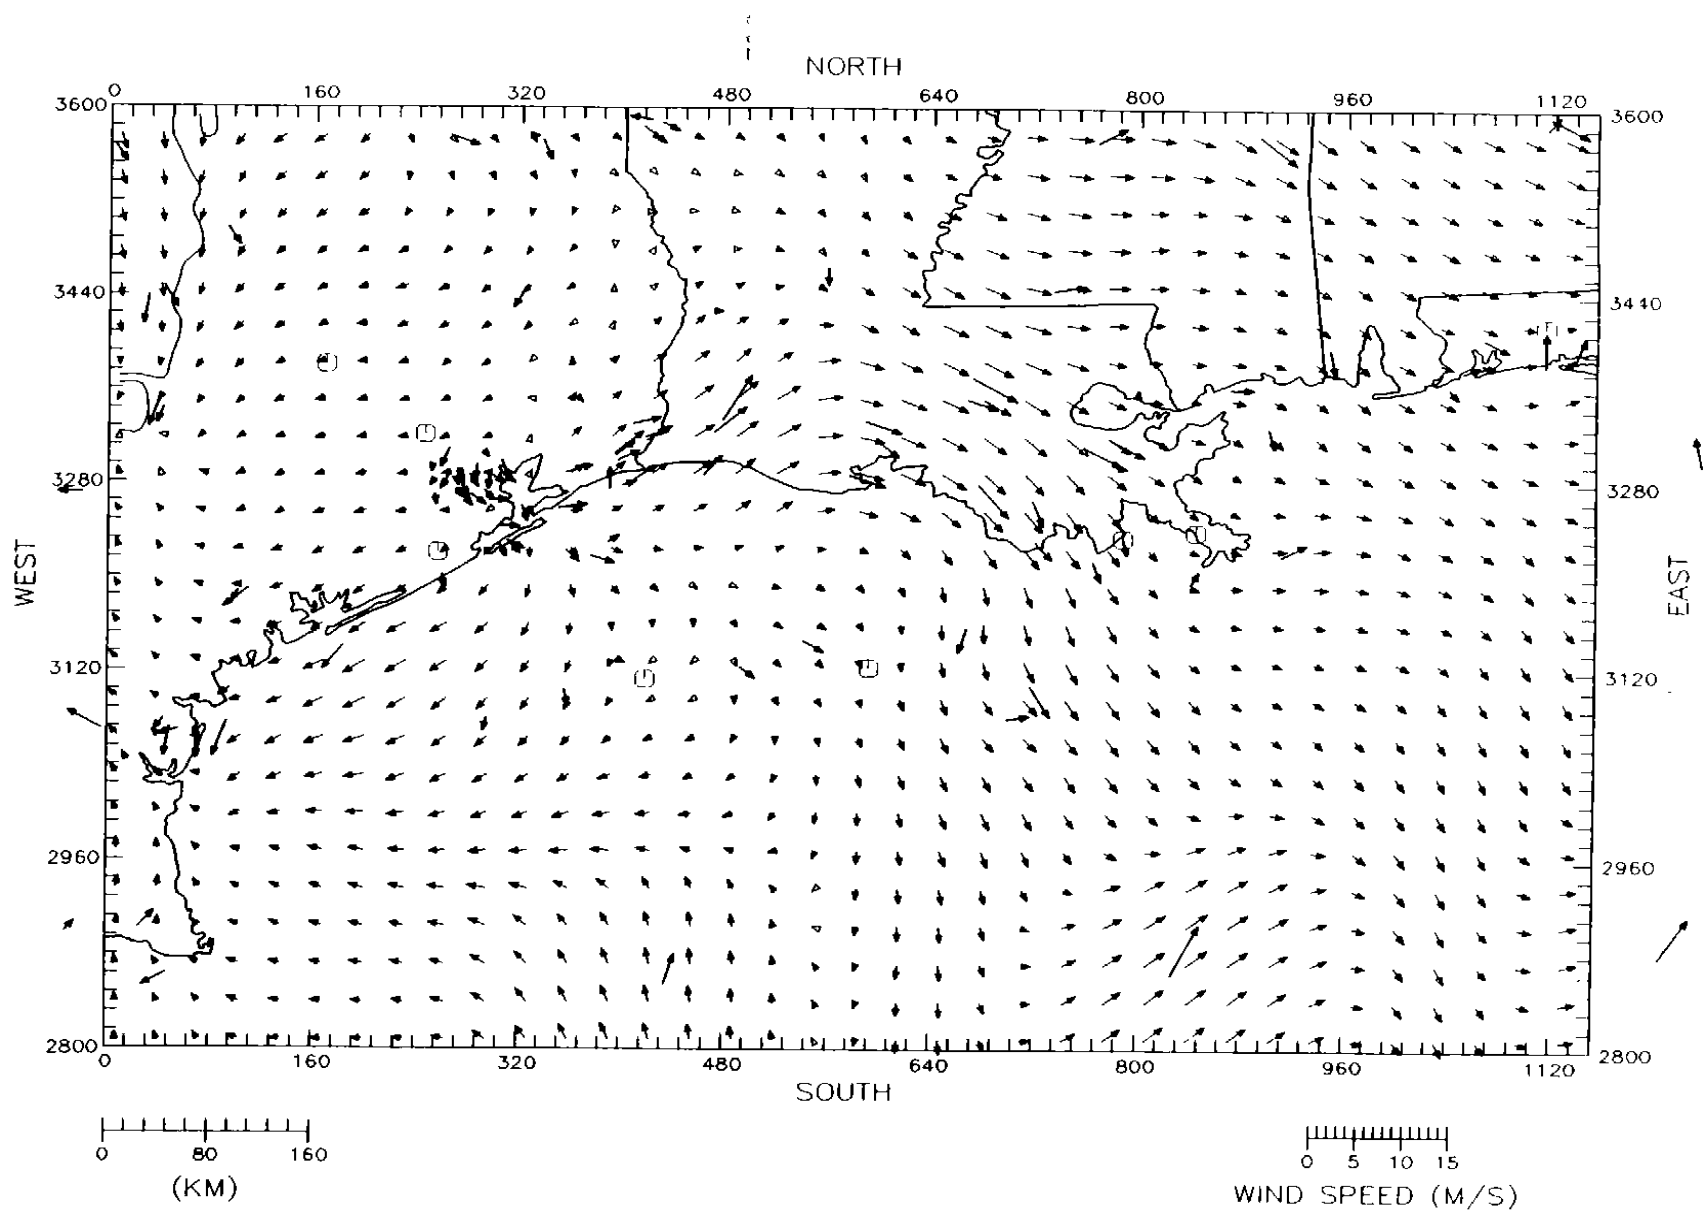 NORTH
0 160 320 480 640 800 960 1120
3600 3600
3440 3440
3280 3280
WEST EAST
3120 3120
2960 2960
2800 2800
0 160 320 480 640 800 960 1120
SOUTH
0 80 160
(KM)
0 5 10 15
WIND SPEED (M/S)